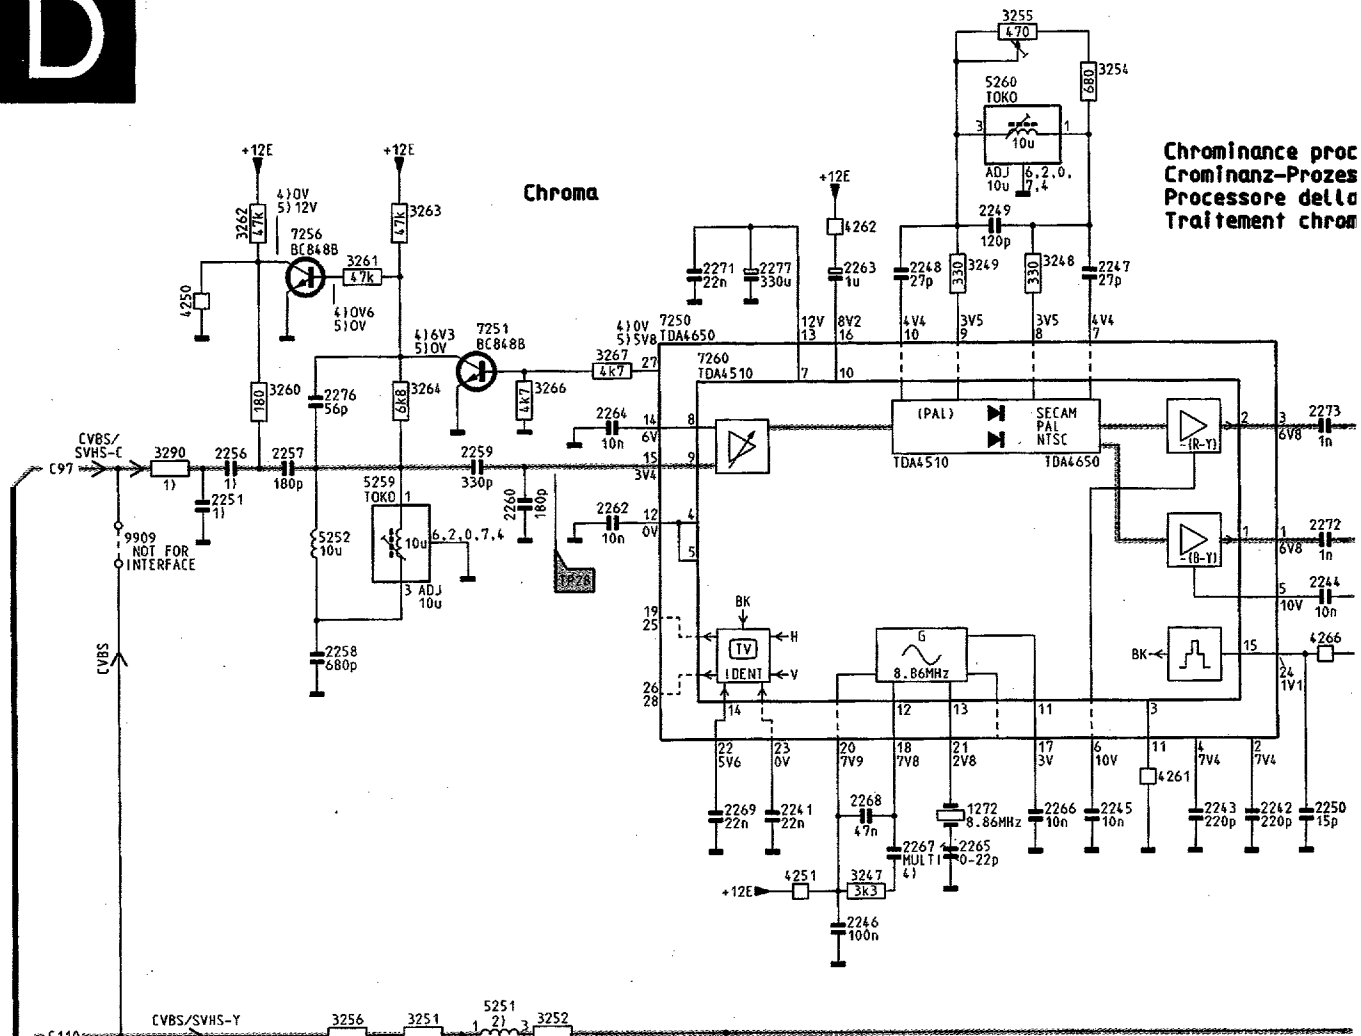 D
3255
470
3254
680
5260
TOKO
3
1
10u
ADJ
10u
6,2,0,
7,4
Chrominance proc
Crominanz-Prozes
Processore della
Traitement chrom
Chroma
+12E
+12E
+12E
4)0V
5)12V
3262
47k
3263
47k
7256
BC848B
3261
47k
4250
4)0V6
5)0V
4262
2249
120p
2271
22n
2277
330u
2263
1u
2248
27p
3249
330
3248
330
2247
27p
4)6V3
5)0V
7251
BC848B
4)0V
5)5V8
7250
TDA4650
12V
13
8V2
16
4V4
10
3V5
9
3V5
8
4V4
7
3267
4k7
27
7260
TDA4510
7
10
3260
180
2276
56p
3264
6k8
3266
4k7
2264
10n
14
6V
8
(PAL)
SECAM
PAL
NTSC
TDA4510
TDA4650
-(R-Y)
2
3
6V8
2273
1n
CVBS/
SVHS-C
C97
3290
1)
2256
1)
2257
180p
2259
330p
15
3V4
9
2251
1)
5259
TOKO
1
2260
180p
2262
10n
12
0V
4
5
9909
NOT FOR
INTERFACE
5252
10u
10u
6,2,0,7,4
3 ADJ
10u
TP28
-(B-Y)
1
1
6V8
2272
1n
5
10V
2244
10n
CVBS
2258
680p
19
25
26
28
BK
TV
IDENT
H
V
14
G
8.86MHz
12
13
11
BK
15
4266
24
1V1
3
22
5V6
23
0V
20
7V9
18
7V8
21
2V8
17
3V
6
10V
11
4
7V4
2
7V4
4261
2269
22n
2241
22n
2268
47n
1272
8.86MHz
2266
10n
2245
10n
2243
220p
2242
220p
2250
15p
2267
MULTI
4)
2265
0-22p
+12E
4251
3247
3k3
2246
100n
CVBS/SVHS-Y
3256
3251
5251
2)
1
3
3252